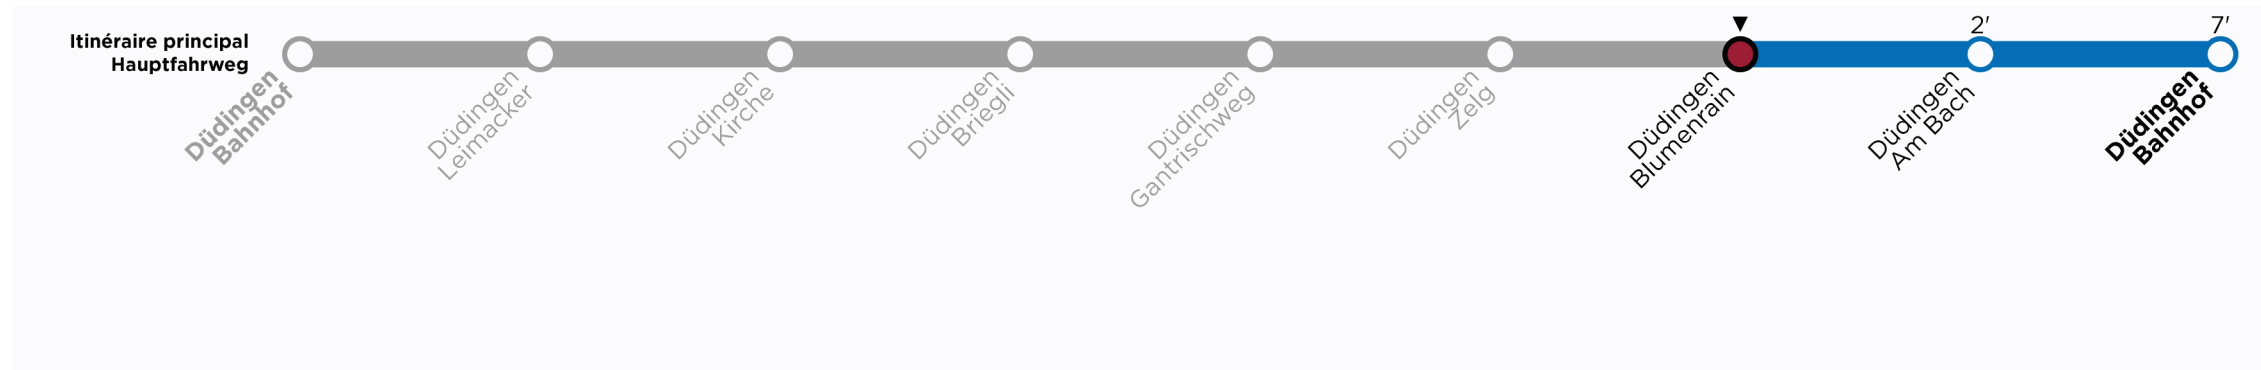 Itinéraire principal
Hauptfahrweg
▼
2'
7'
Düdingen
Bahnhof
Düdingen
Leimacker
Düdingen
Kirche
Düdingen
Briegli
Düdingen
Gantrischweg
Düdingen
Zelg
Düdingen
Blumenrain
Düdingen
Am Bach
Düdingen
Bahnhof